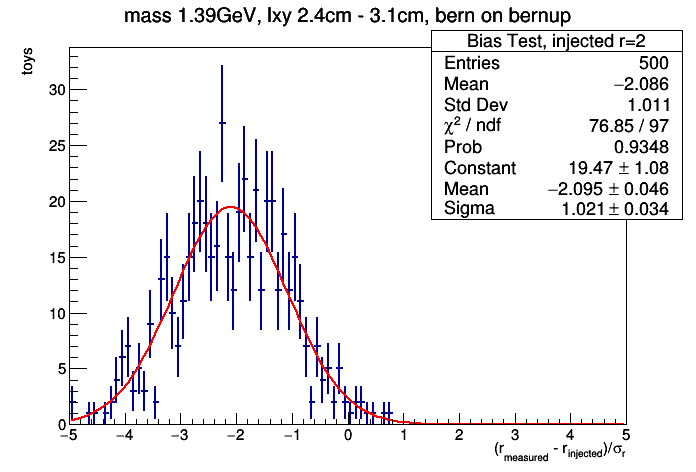 mass 1.39GeV, lxy 2.4cm - 3.1cm, bern on bernup
toys
Bias Test, injected r=2
Entries 500
Mean −2.086
Std Dev 1.011
χ² / ndf 76.85 / 97
Prob 0.9348
Constant 19.47 ± 1.08
Mean −2.095 ± 0.046
Sigma 1.021 ± 0.034
30
25
20
15
10
5
0
−5 −4 −3 −2 −1 0 1 2 3 4 5
(r_measured - r_injected)/σ_r